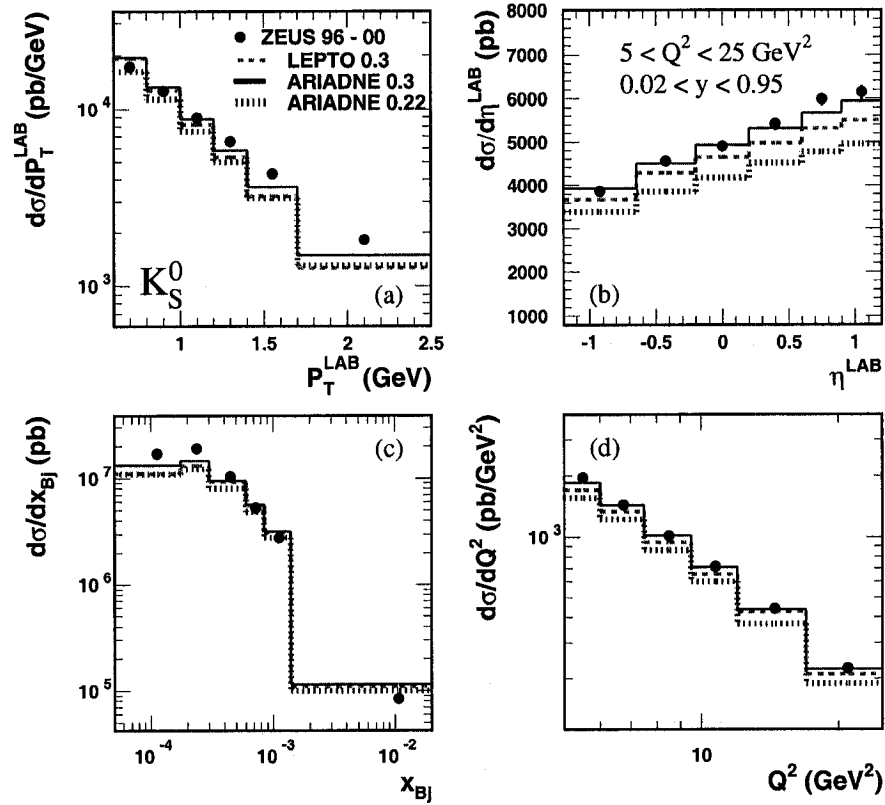 ZEUS 96 - 00
LEPTO 0.3
ARIADNE 0.3
ARIADNE 0.22
dσ/dP_T^LAB (pb/GeV)
10^4
10^3
K_S^0
(a)
1 1.5 2 2.5
P_T^LAB (GeV)
dσ/dη^LAB (pb)
8000
7000
6000
5000
4000
3000
2000
1000
800
5 < Q^2 < 25 GeV^2
0.02 < y < 0.95
(b)
-1 -0.5 0 0.5 1
η^LAB
dσ/dx_Bj (pb)
10^7
10^6
10^5
(c)
10^-4 10^-3 10^-2
x_Bj
dσ/dQ^2 (pb/GeV^2)
10^3
(d)
10
Q^2 (GeV^2)